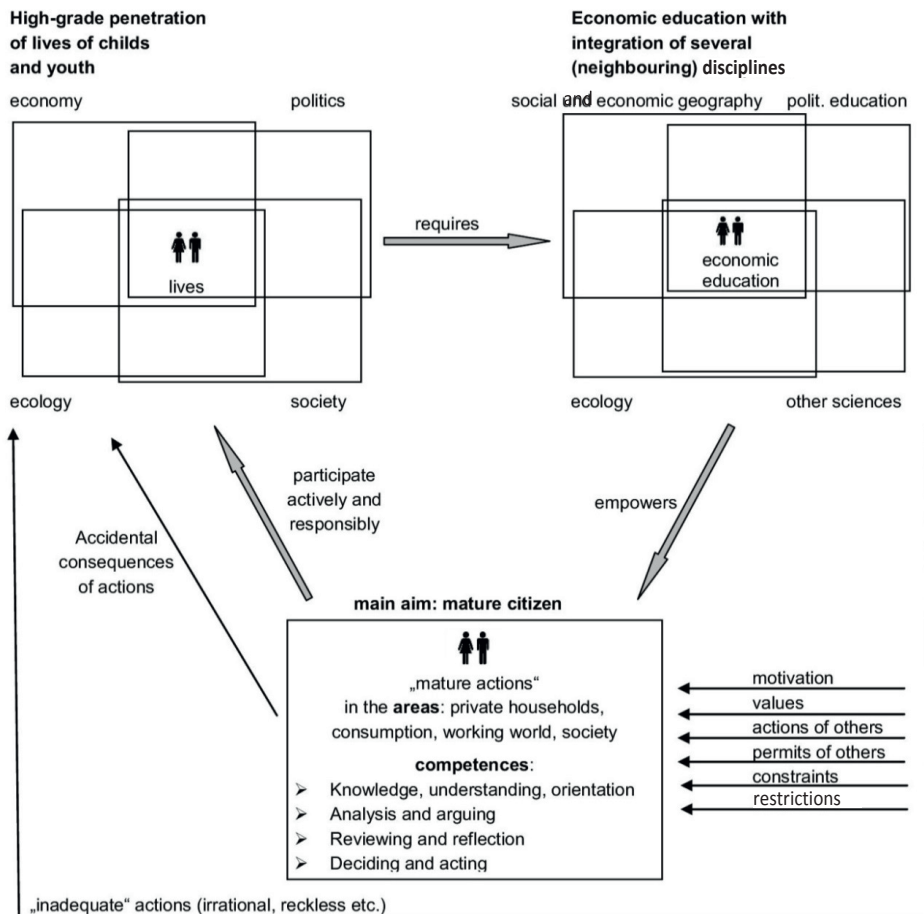 High-grade penetration
of lives of childs
and youth
economy
politics
ecology
society
lives
requires
Economic education with
integration of several
(neighbouring) disciplines
social and economic geography
polit. education
economic
education
ecology
other sciences
empowers
participate
actively and
responsibly
Accidental
consequences
of actions
main aim: mature citizen
„mature actions“
in the areas: private households,
consumption, working world, society
competences:
➢ Knowledge, understanding, orientation
➢ Analysis and arguing
➢ Reviewing and reflection
➢ Deciding and acting
motivation
values
actions of others
permits of others
constraints
restrictions
„inadequate“ actions (irrational, reckless etc.)